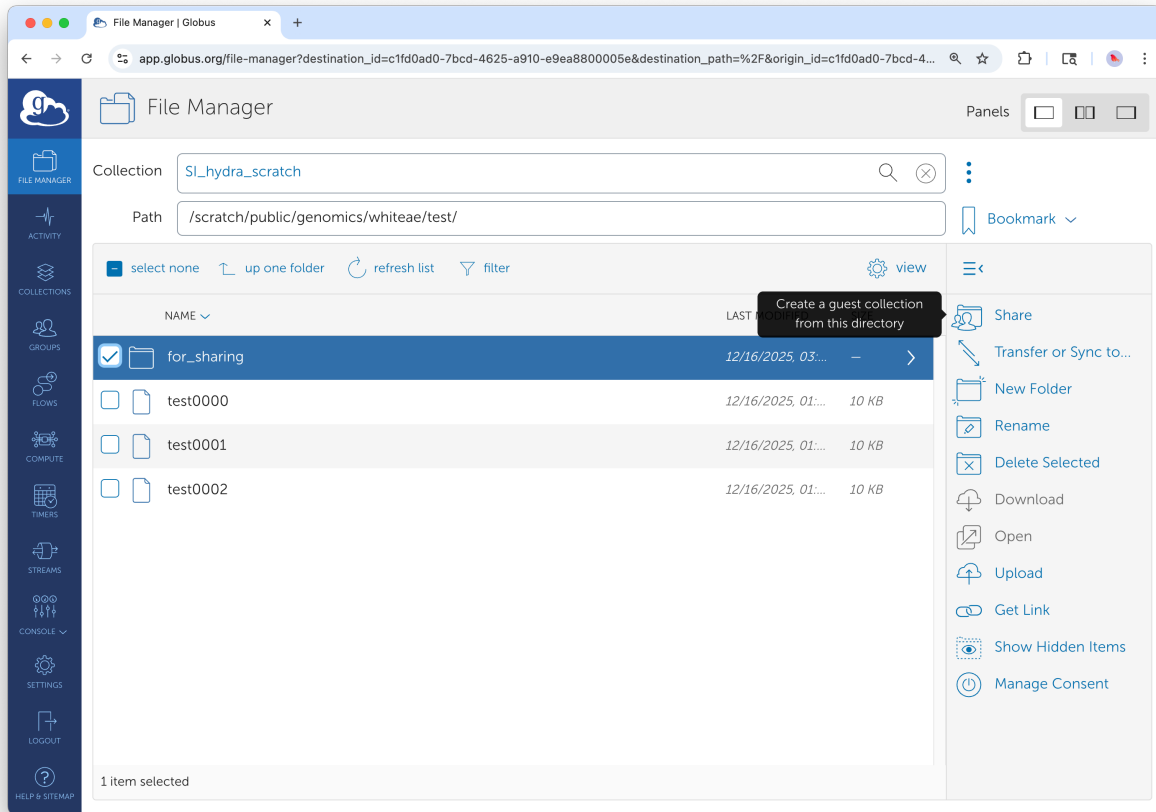 File Manager | Globus
app.globus.org/file-manager?destination_id=c1fd0ad0-7bcd-4625-a910-e9ea8800005e&destination_path=%2F&origin_id=c1fd0ad0-7bcd-4...
g
File Manager
Panels
FILE MANAGER
ACTIVITY
COLLECTIONS
GROUPS
FLOWS
COMPUTE
TIMERS
STREAMS
CONSOLE
SETTINGS
LOGOUT
HELP & SITEMAP
Collection SI_hydra_scratch
Path /scratch/public/genomics/whiteae/test/
Bookmark
select none up one folder refresh list filter view
NAME LAST MODIFIED SIZE
Create a guest collection
from this directory
for_sharing 12/16/2025, 03:... —
test0000 12/16/2025, 01:... 10 KB
test0001 12/16/2025, 01:... 10 KB
test0002 12/16/2025, 01:... 10 KB
1 item selected
Share
Transfer or Sync to...
New Folder
Rename
Delete Selected
Download
Open
Upload
Get Link
Show Hidden Items
Manage Consent